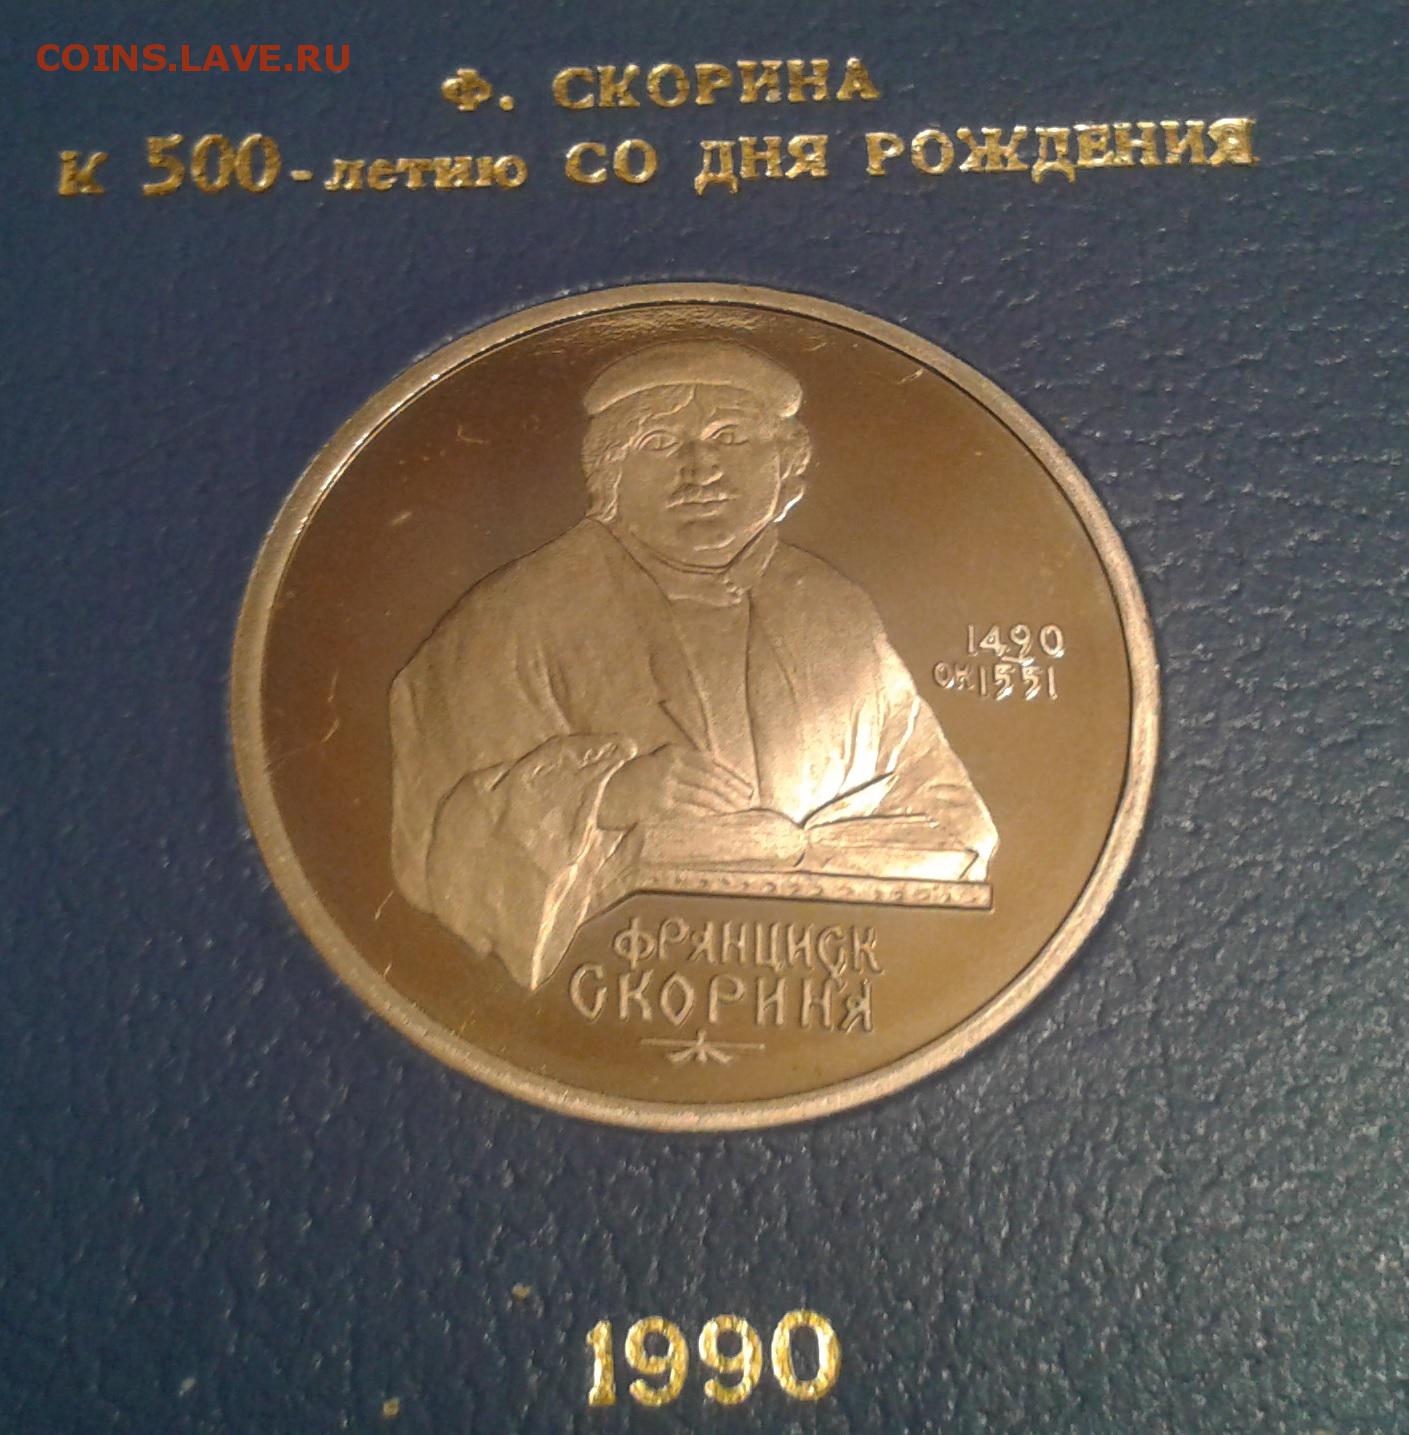 COINS.LAVE.RU
Ф. СКОРИНА
К 500-летию СО ДНЯ РОЖДЕНИЯ
1490
ОК 1551
ФРАНЦИСК
СКОРИНА
1990